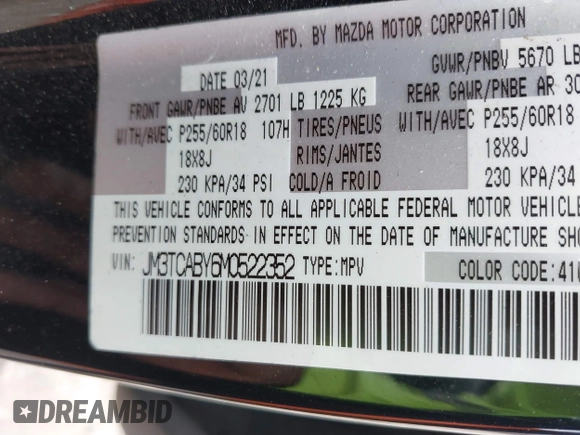 MFD. BY MAZDA MOTOR CORPORATION
DATE 03/21
GVWR/PNBV 5670 LB
FRONT GAWR/PNBE AV 2701 LB 1225 KG
REAR GAWR/PNBE AR 30
WITH/AVEC P255/60R18 107H TIRES/PNEUS WITH/AVEC P255/60R18
18X8J RIMS/JANTES 18X8J
230 KPA/34 PSI COLD/A FROID 230 KPA/34
THIS VEHICLE CONFORMS TO ALL APPLICABLE FEDERAL MOTOR VEHICLE
PREVENTION STANDARDS IN EFFECT ON THE DATE OF MANUFACTURE SHO
VIN: JM3TCABY6M0522352 TYPE:MPV COLOR CODE:41
DREAMBID